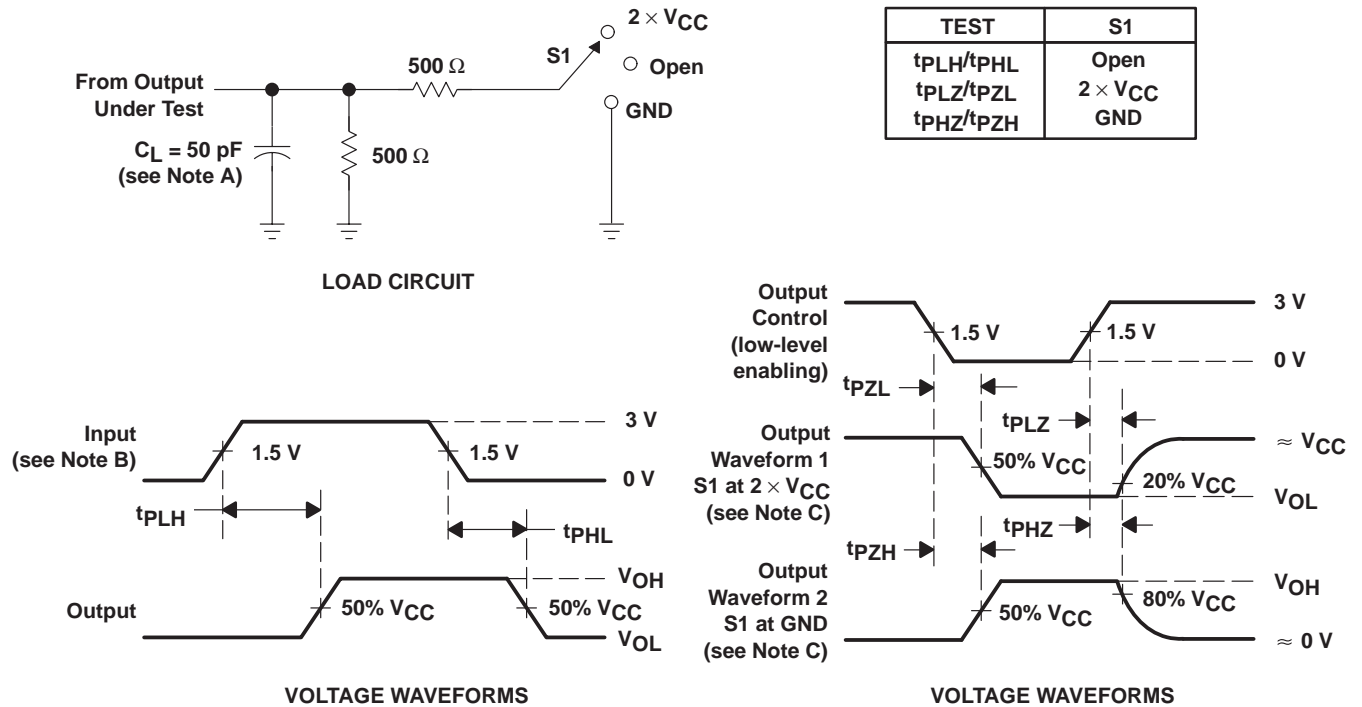 2 × VCC
S1
500 Ω
Open
From Output
Under Test
GND
CL = 50 pF
(see Note A)
500 Ω
LOAD CIRCUIT
TEST S1
tPLH/tPHL Open
tPLZ/tPZL 2 × VCC
tPHZ/tPZH GND
Input
(see Note B)
1.5 V
1.5 V
3 V
0 V
tPLH
tPHL
Output
50% VCC
50% VCC
VOH
VOL
VOLTAGE WAVEFORMS
Output
Control
(low-level
enabling)
1.5 V
1.5 V
3 V
0 V
tPZL
tPLZ
Output
Waveform 1
S1 at 2 × VCC
(see Note C)
50% VCC
20% VCC
≈ VCC
VOL
tPZH
tPHZ
Output
Waveform 2
S1 at GND
(see Note C)
50% VCC
80% VCC
VOH
≈ 0 V
VOLTAGE WAVEFORMS